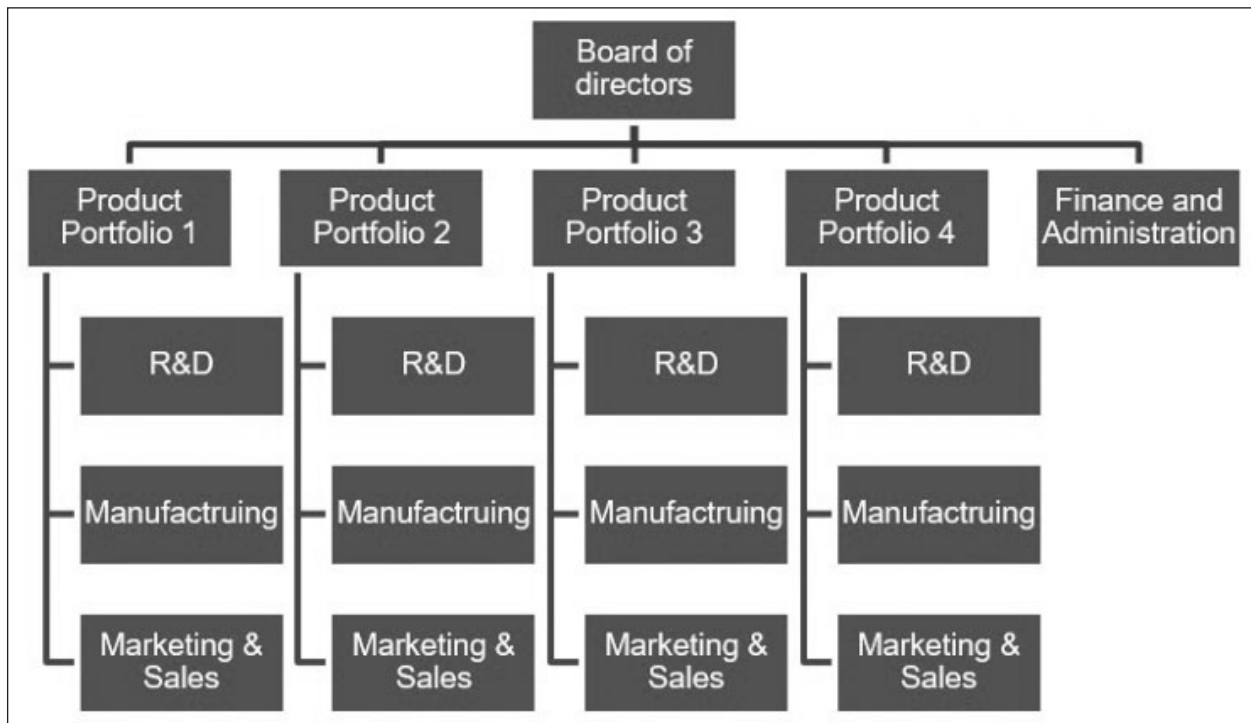 Board of
directors
Product
Portfolio 1
Product
Portfolio 2
Product
Portfolio 3
Product
Portfolio 4
Finance and
Administration
R&D
R&D
R&D
R&D
Manufactruing
Manufactruing
Manufactruing
Manufactruing
Marketing &
Sales
Marketing &
Sales
Marketing &
Sales
Marketing &
Sales